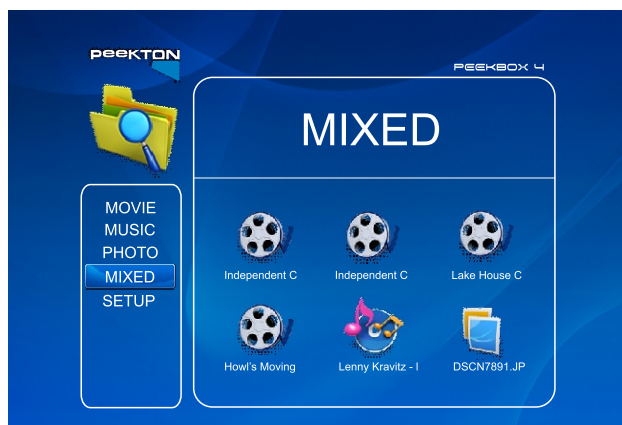 PEEKTON
PEEKBOX 4
MIXED
MOVIE
MUSIC
PHOTO
MIXED
SETUP
Independent C
Independent C
Lake House C
Howl's Moving
Lenny Kravitz - I
DSCN7891.JP